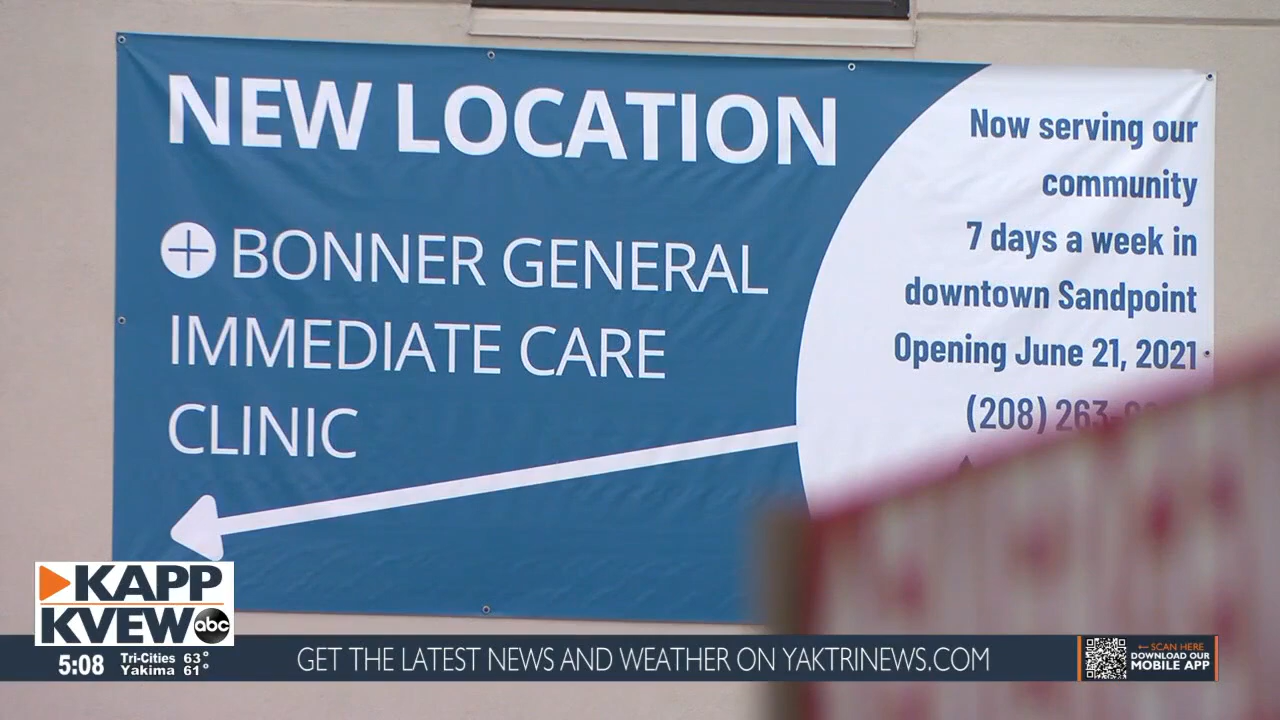 NEW LOCATION
BONNER GENERAL
IMMEDIATE CARE
CLINIC
Now serving our
community
7 days a week in
downtown Sandpoint
Opening June 21, 2021
(208) 263-
KAPP
KVEW abc
5:08
Tri-Cities 63°
Yakima 61°
GET THE LATEST NEWS AND WEATHER ON YAKTRINEWS.COM
←SCAN HERE
DOWNLOAD OUR
MOBILE APP